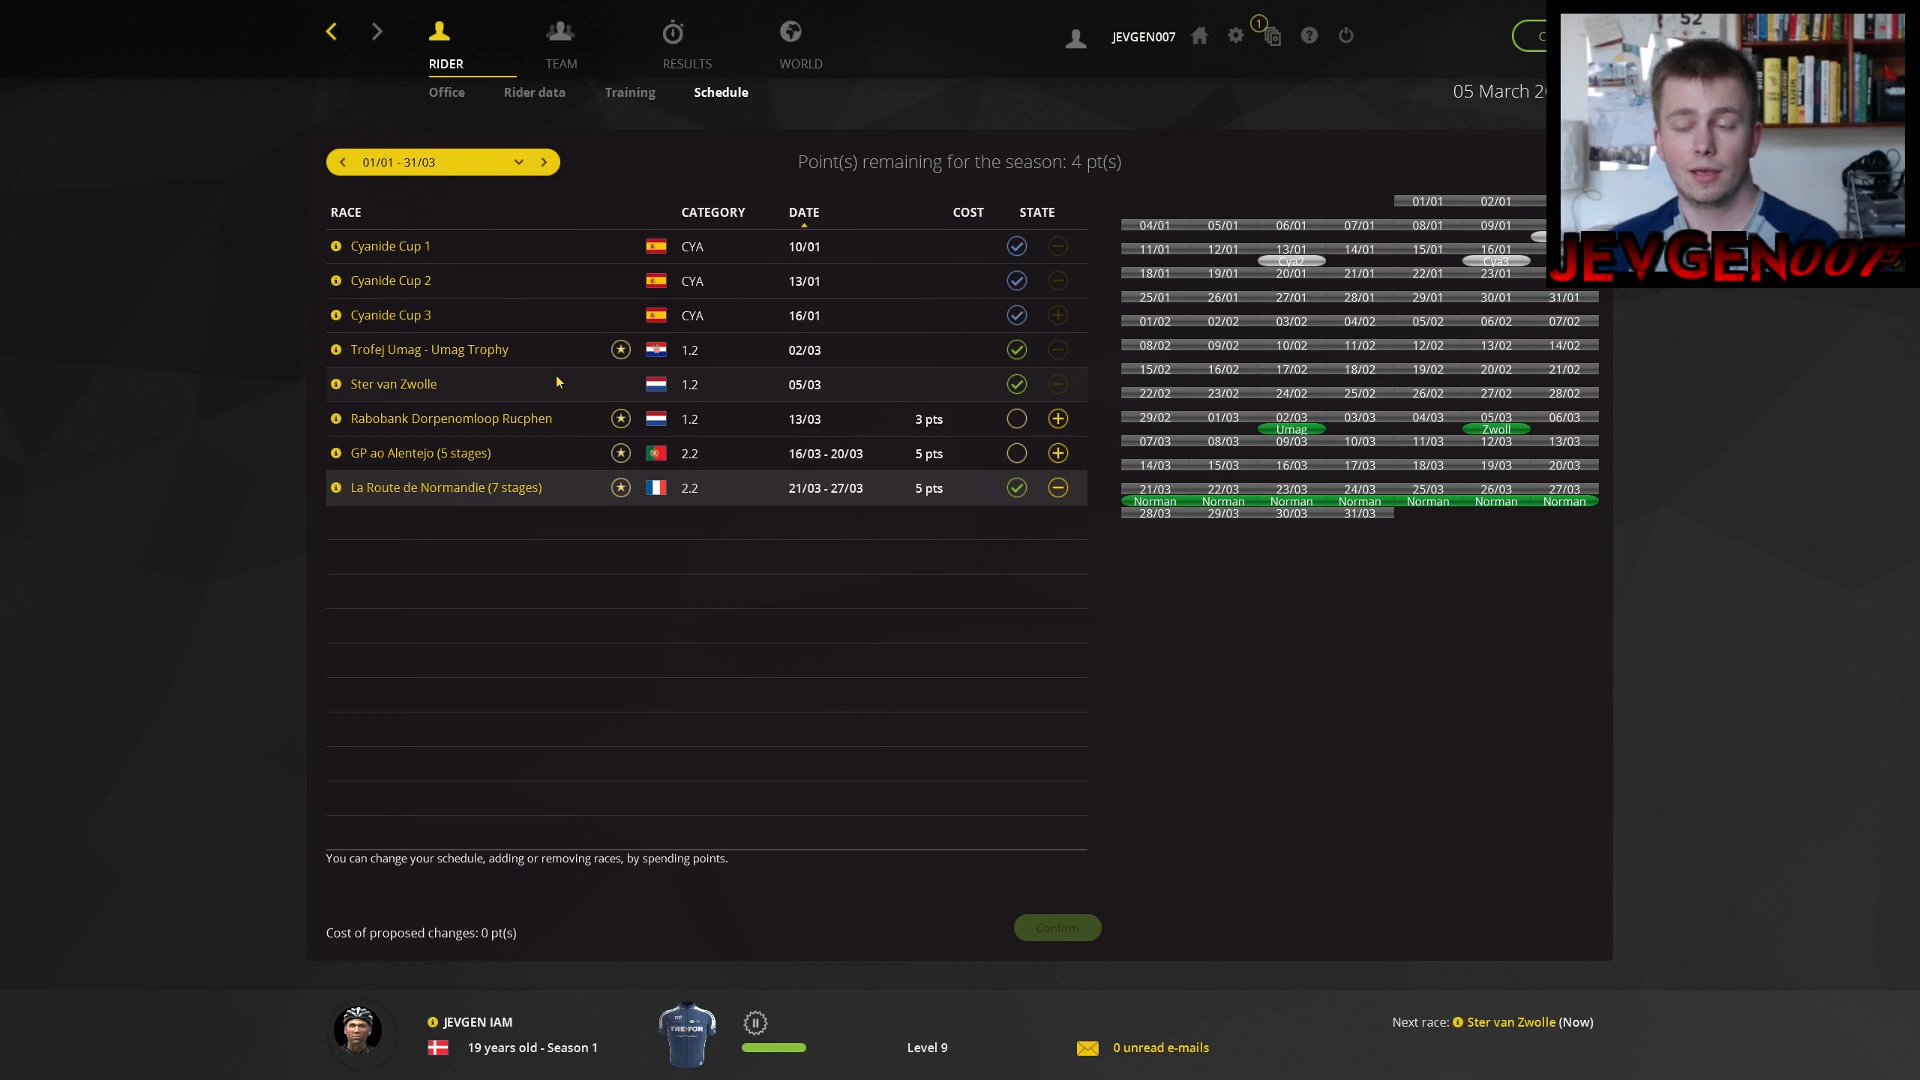 RIDER
TEAM
RESULTS
WORLD
JEVGEN007
1
Office
Rider data
Training
Schedule
05 March
52
JEVGEN007
01/01 - 31/03
Point(s) remaining for the season: 4 pt(s)
RACE CATEGORY DATE COST STATE
Cyanide Cup 1 CYA 10/01
Cyanide Cup 2 CYA 13/01
Cyanide Cup 3 CYA 16/01
Trofej Umag - Umag Trophy 1.2 02/03
Ster van Zwolle 1.2 05/03
Rabobank Dorpenomloop Rucphen 1.2 13/03 3 pts
GP ao Alentejo (5 stages) 2.2 16/03 - 20/03 5 pts
La Route de Normandie (7 stages) 2.2 21/03 - 27/03 5 pts
01/01 02/01
04/01 05/01 06/01 07/01 08/01 09/01
11/01 12/01 13/01 14/01 15/01 16/01
Cya2 Cya3
18/01 19/01 20/01 21/01 22/01 23/01
25/01 26/01 27/01 28/01 29/01 30/01 31/01
01/02 02/02 03/02 04/02 05/02 06/02 07/02
08/02 09/02 10/02 11/02 12/02 13/02 14/02
15/02 16/02 17/02 18/02 19/02 20/02 21/02
22/02 23/02 24/02 25/02 26/02 27/02 28/02
29/02 01/03 02/03 03/03 04/03 05/03 06/03
Umag Zwoll
07/03 08/03 09/03 10/03 11/03 12/03 13/03
14/03 15/03 16/03 17/03 18/03 19/03 20/03
21/03 22/03 23/03 24/03 25/03 26/03 27/03
Norman Norman Norman Norman Norman Norman Norman
28/03 29/03 30/03 31/03
You can change your schedule, adding or removing races, by spending points.
Cost of proposed changes: 0 pt(s)
Confirm
JEVGEN IAM
19 years old - Season 1
TREFOR
Level 9
0 unread e-mails
Next race: Ster van Zwolle (Now)